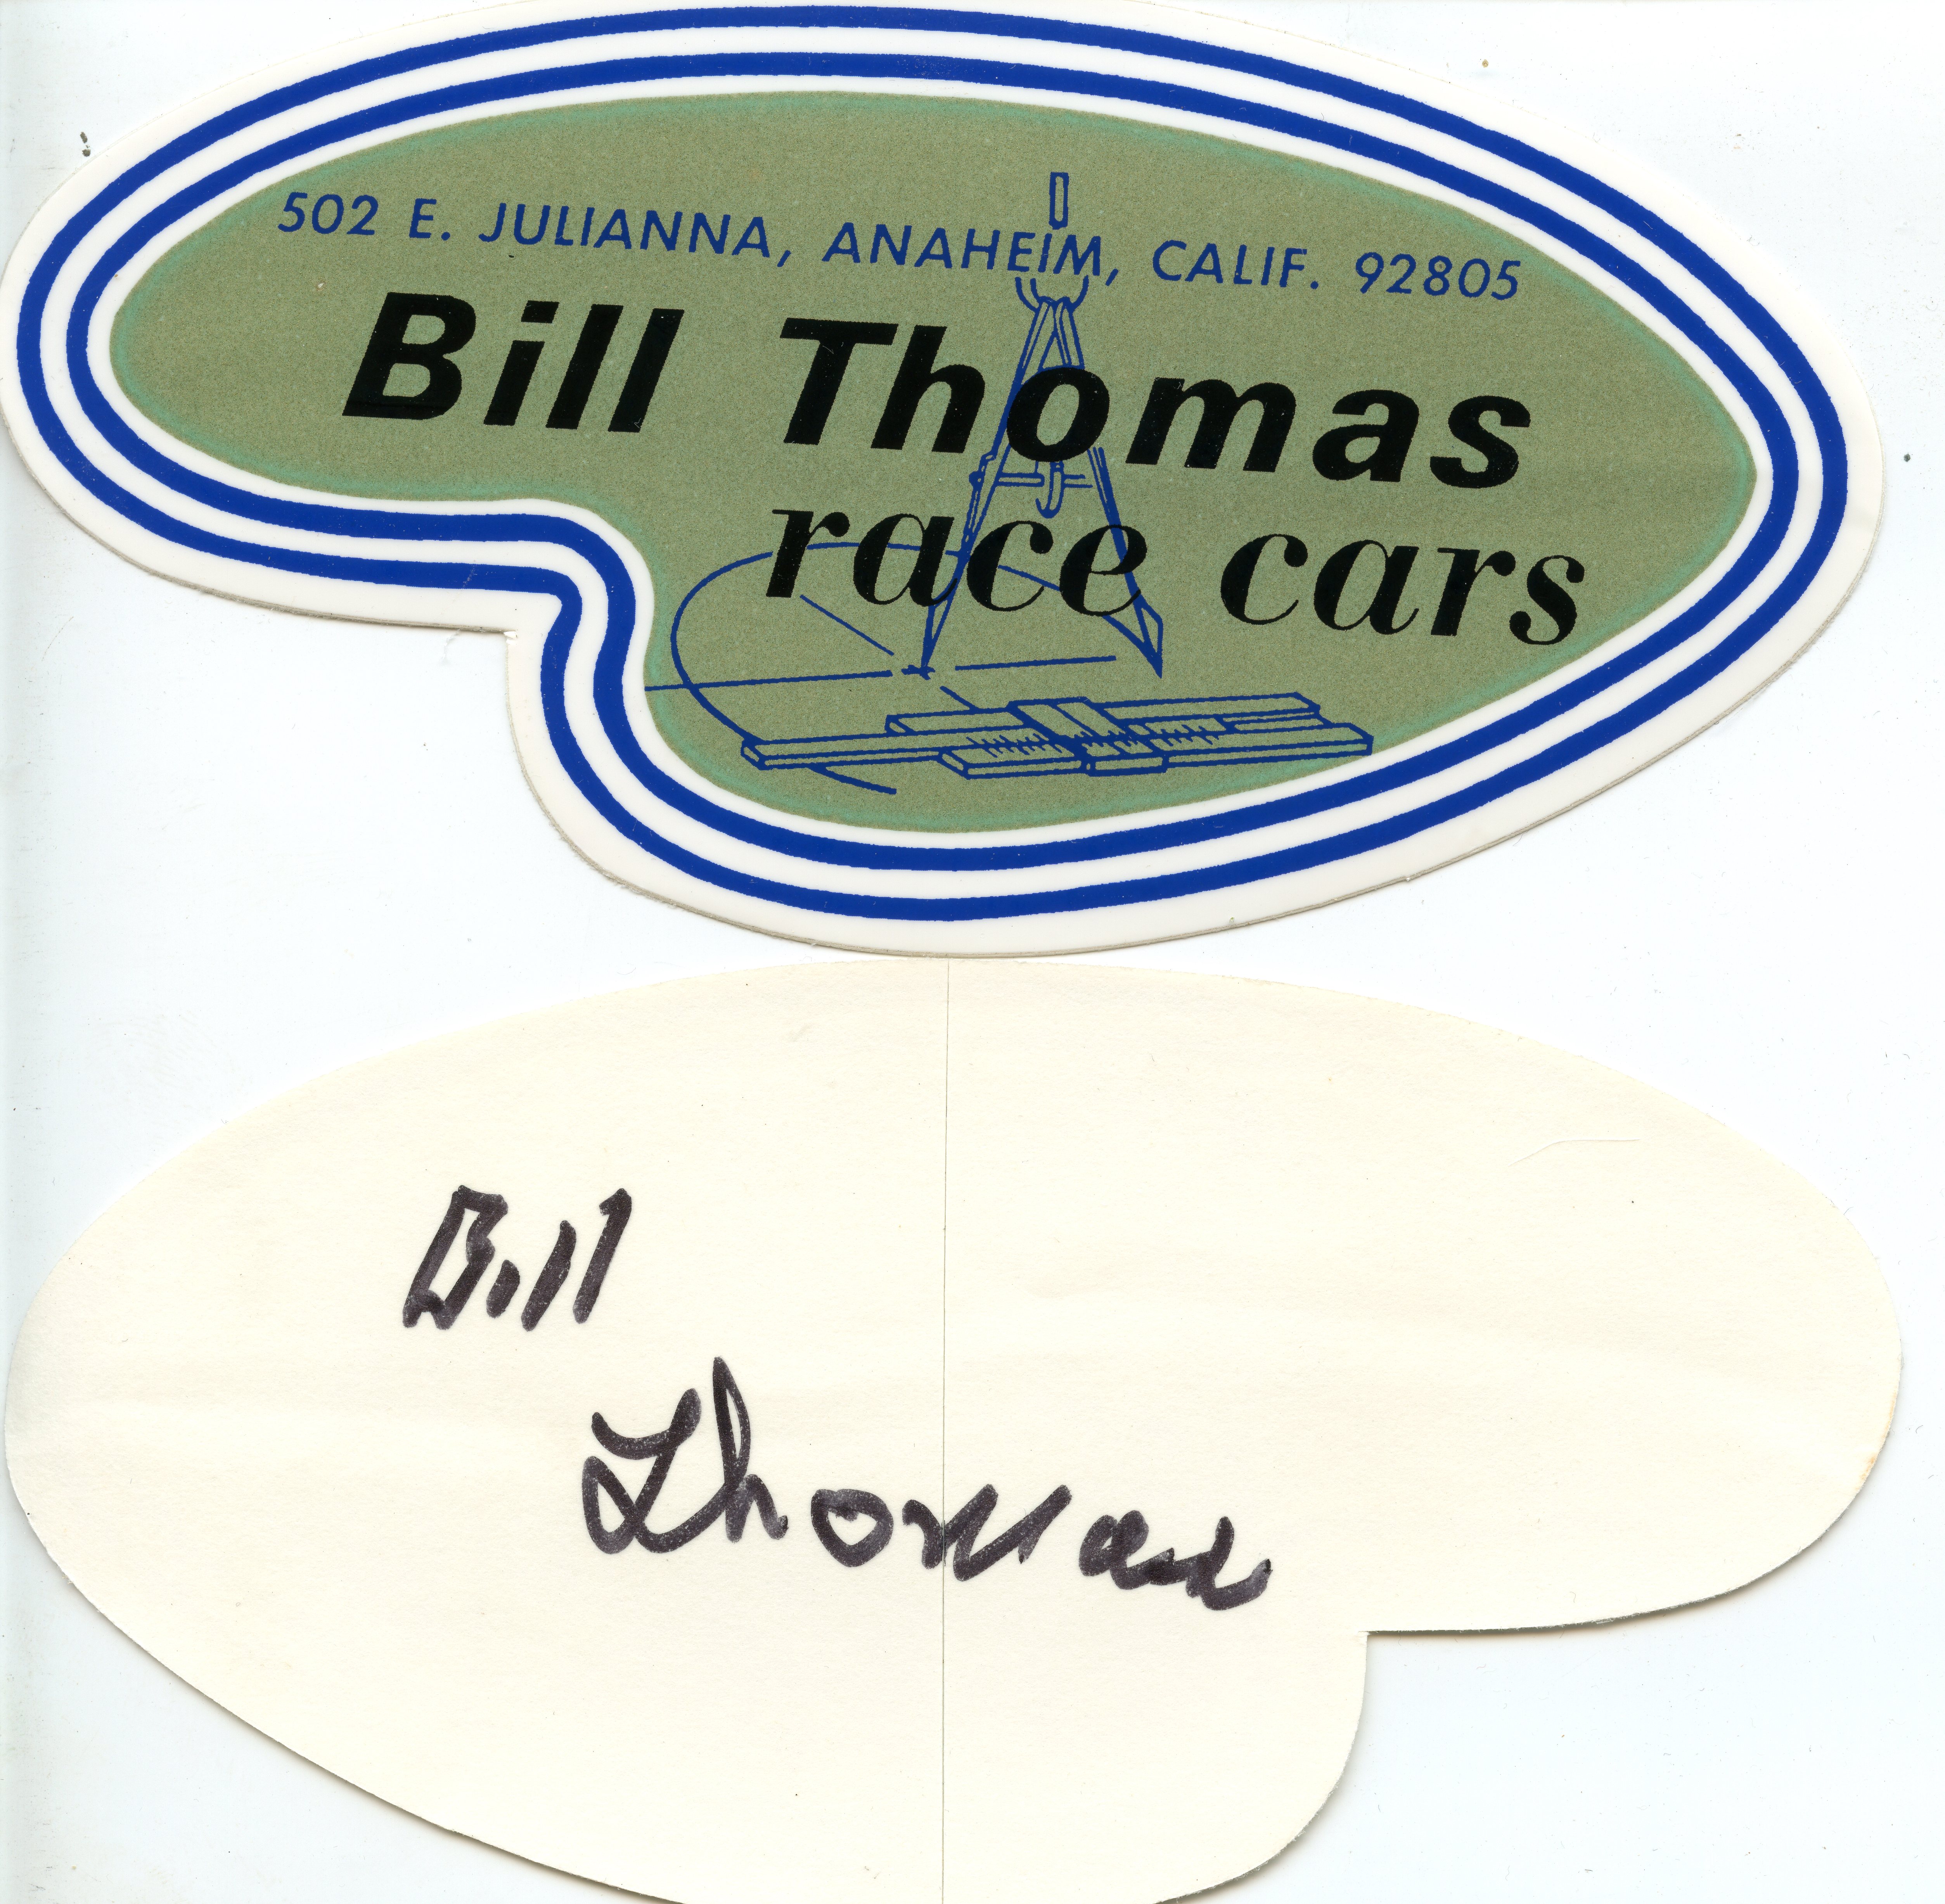 502 E. JULIANNA, ANAHEIM, CALIF. 92805
Bill Thomas
race cars
Bill
Thomas